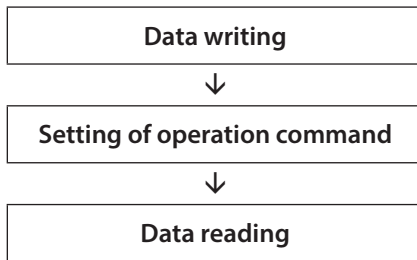 Data writing
↓
Setting of operation command
↓
Data reading